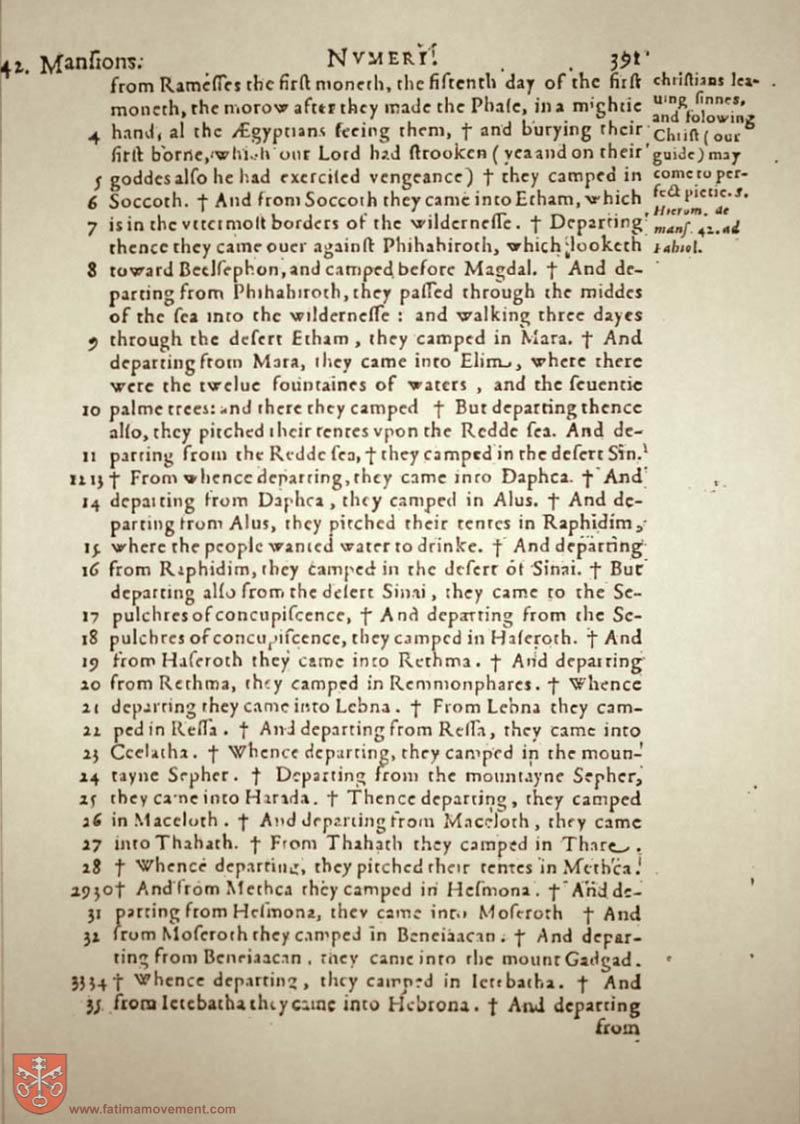 42. Mansions. NVMERI. 391
from Ramesses the first moneth, the fiftenth day of the first
moneth, the morow after they made the Phase, in a mightie
4 hand, al the Ægyptians seeing them, † and burying their
first borne, which our Lord had strooken (yea and on their
5 goddes also he had exercised vengeance) † they camped in
6 Soccoth. † And from Soccoth they came into Etham, which
7 is in the vttermost borders of the wildernesse. † Departing
thence they came ouer against Phihahiroth, which looketh
8 toward Beelsephon, and camped before Magdal. † And de-
parting from Phihahiroth, they passed through the middes
of the sea into the wildernesse : and walking three dayes
9 through the desert Etham, they camped in Mara. † And
departing from Mara, they came into Elim, where there
were the twelue fountaines of waters, and the seuentie
10 palme trees: and there they camped † But departing thence
also, they pitched their tentes vpon the Redde sea. And de-
11 parting from the Redde sea, † they camped in the desert Sin.
12 13 † From whence departing, they came into Daphca. † And
14 departing from Daphca, they camped in Alus. † And de-
parting from Alus, they pitched their tentes in Raphidim,
15 where the people wanted water to drinke. † And departing
16 from Raphidim, they camped in the desert of Sinai. † But
departing also from the desert Sinai, they came to the Se-
17 pulchres of concupiscence, † And departing from the Se-
18 pulchres of concupiscence, they camped in Haseroth. † And
19 from Haseroth they came into Rethma. † And departing
20 from Rethma, they camped in Remmonphares. † Whence
21 departing they came into Lebna. † From Lebna they cam-
22 ped in Ressa. † And departing from Ressa, they came into
23 Ceelatha. † Whence departing, they camped in the moun-
24 tayne Sepher. † Departing from the mountayne Sepher,
25 they came into Harada. † Thence departing, they camped
26 in Maceloth. † And departing from Maceloth, they came
27 into Thahath. † From Thahath they camped in Thare.
28 † Whence departing, they pitched their tentes in Methca.
29 30 † And from Methca they camped in Hesmona. † And de-
31 parting from Hesmona, they came into Moseroth † And
32 from Moseroth they camped in Beneiaacan. † And depar-
ting from Beneiaacan, they came into the mount Gadgad.
33 34 † Whence departing, they camped in Ietebatha. † And
35 from Ietebatha they came into Hebrona. † And departing
from
christians lea-
uing sinnes,
and folowing
Christ (our
guide) may
come to per-
fect pietie. S.
Hierom. de
mans. 42. ad
Fabiol.
www.fatimamovement.com